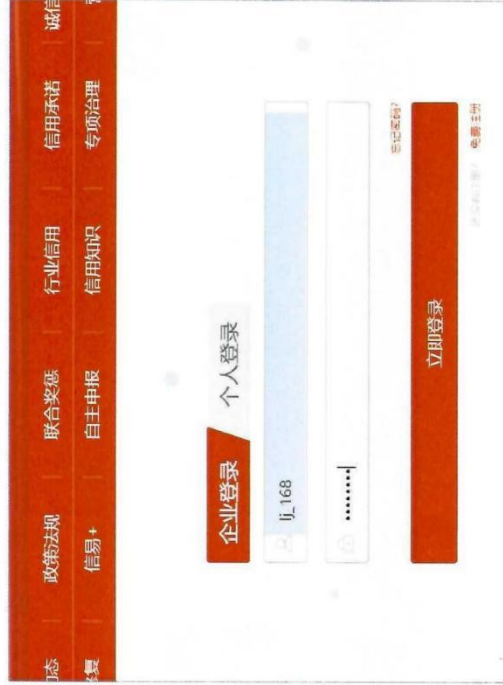 态 | 政策法规 | 联合奖惩 | 行业信用 | 信用承诺 | 诚信
复 | 信易+ | 自主申报 | 信用知识 | 专项治理
企业登录 个人登录
lj_168
••••••••
忘记密码?
立即登录
免费注册